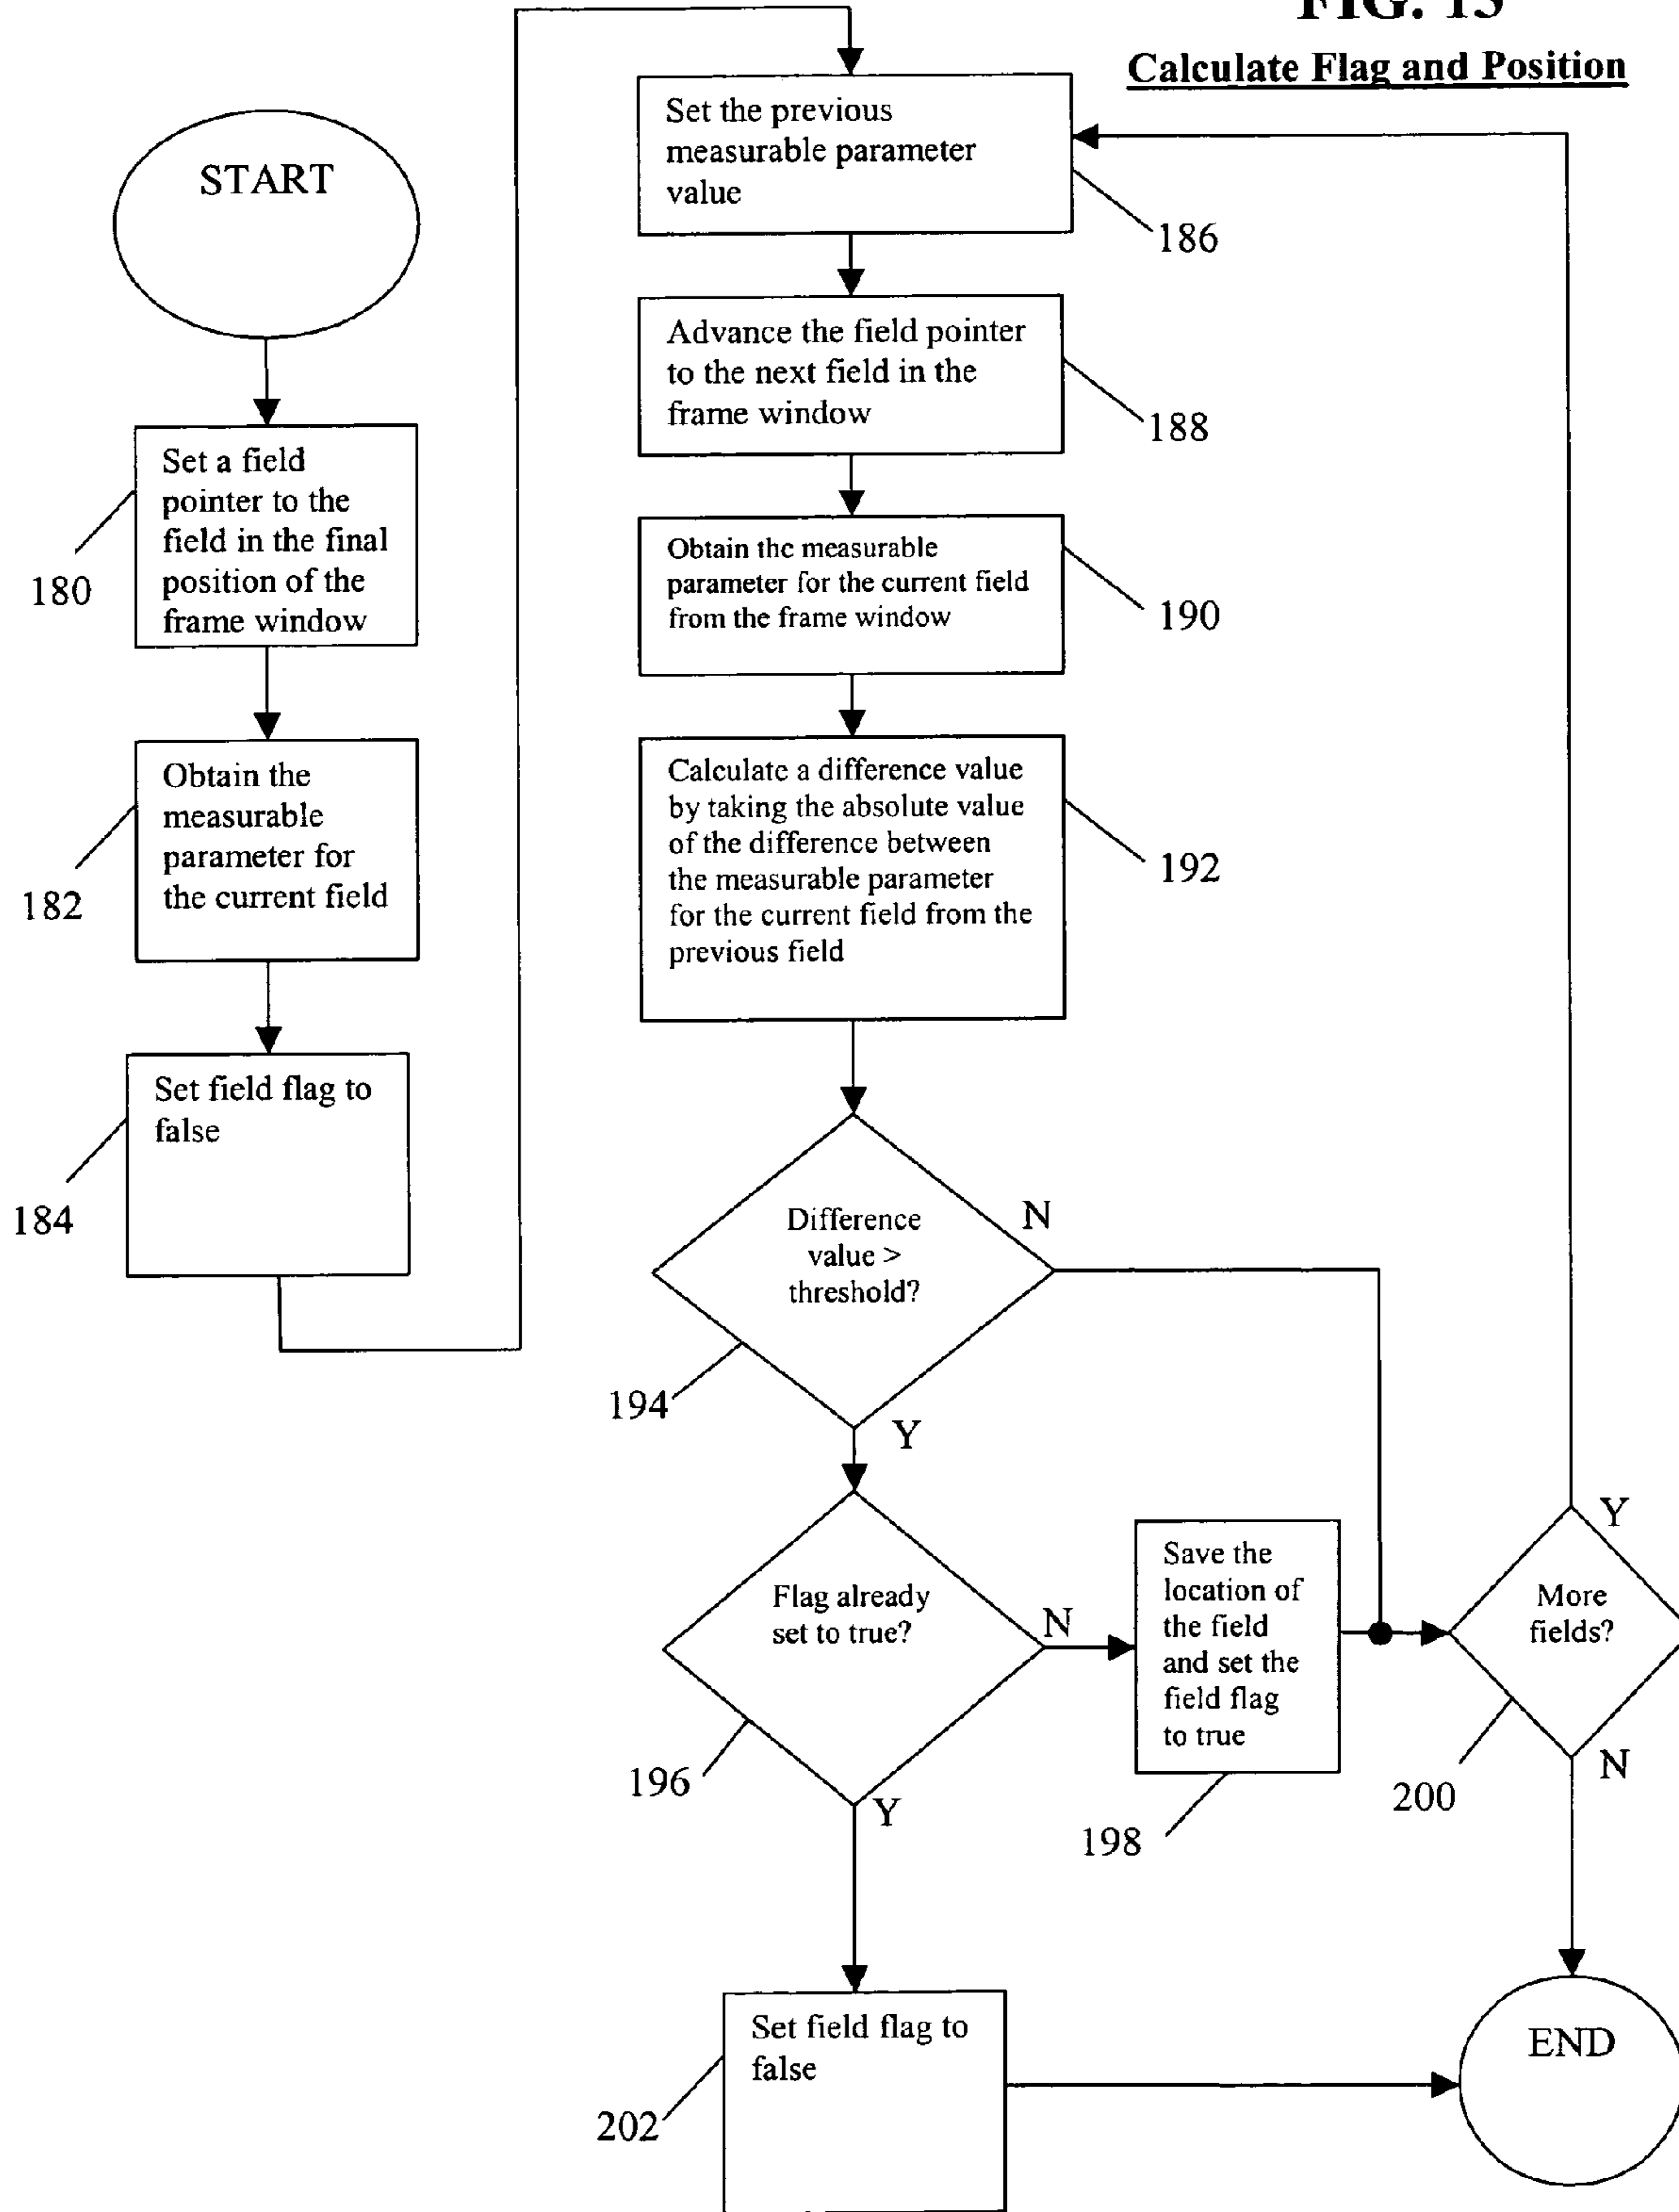 FIG. 13
Calculate Flag and Position
START
Set a field
pointer to the
field in the final
position of the
frame window
180
Obtain the
measurable
parameter for
the current field
182
Set field flag to
false
184
Set the previous
measurable parameter
value
186
Advance the field pointer
to the next field in the
frame window
188
Obtain the measurable
parameter for the current field
from the frame window
190
Calculate a difference value
by taking the absolute value
of the difference between
the measurable parameter
for the current field from the
previous field
192
Difference
value >
threshold?
N
194
Y
Flag already
set to true?
N
196
Y
Save the
location of
the field
and set the
field flag
to true
198
More
fields?
Y
200
N
Set field flag to
false
202
END